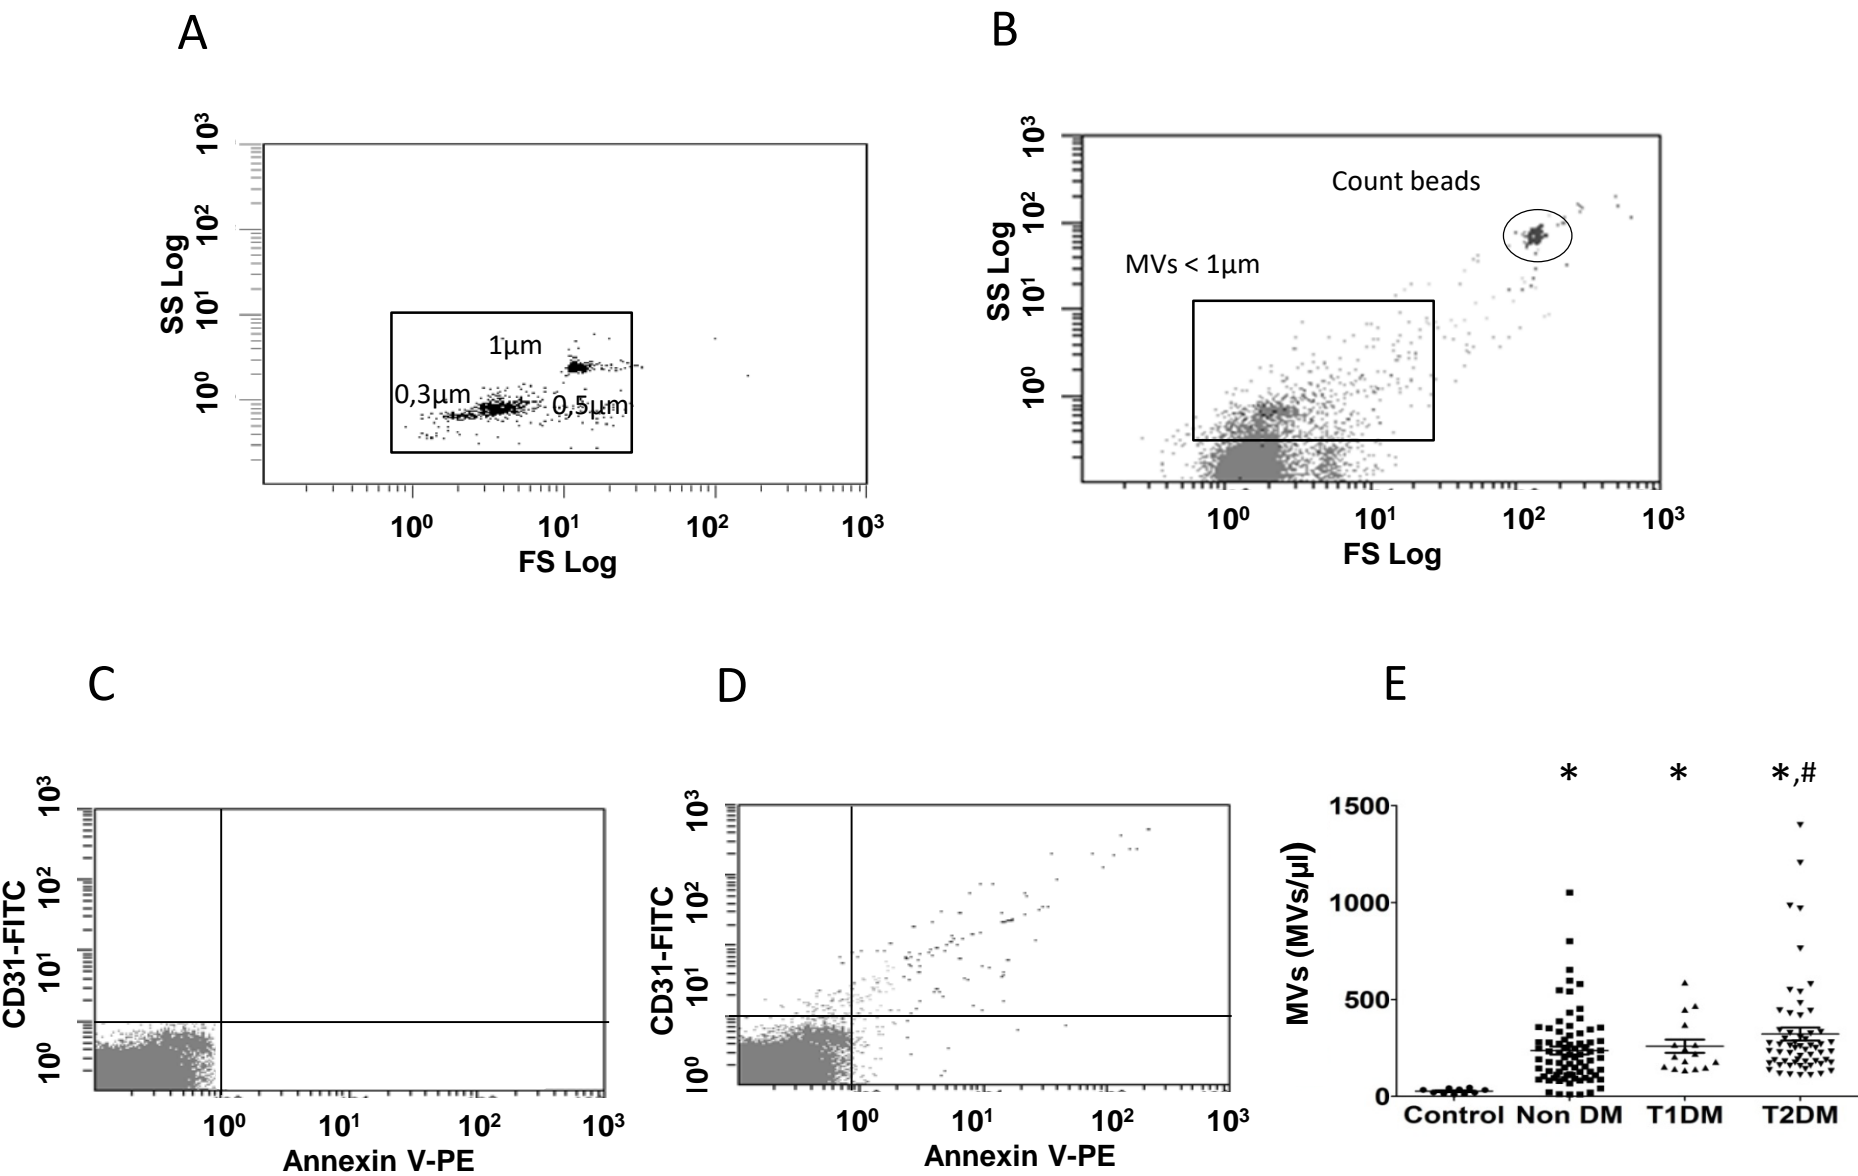 A
B
10³
10²
10¹
10⁰
SS Log
1µm
0,3µm
0,5µm
10⁰
10¹
10²
10³
FS Log
10³
10²
10¹
10⁰
SS Log
Count beads
MVs < 1µm
10⁰
10¹
10²
10³
FS Log
C
D
E
10³
10²
10¹
10⁰
CD31-FITC
10⁰
10¹
10²
10³
Annexin V-PE
10³
10²
10¹
10⁰
CD31-FITC
10⁰
10¹
10²
10³
Annexin V-PE
* * *,#
1500
1000
500
0
MVs (MVs/µl)
Control Non DM T1DM T2DM